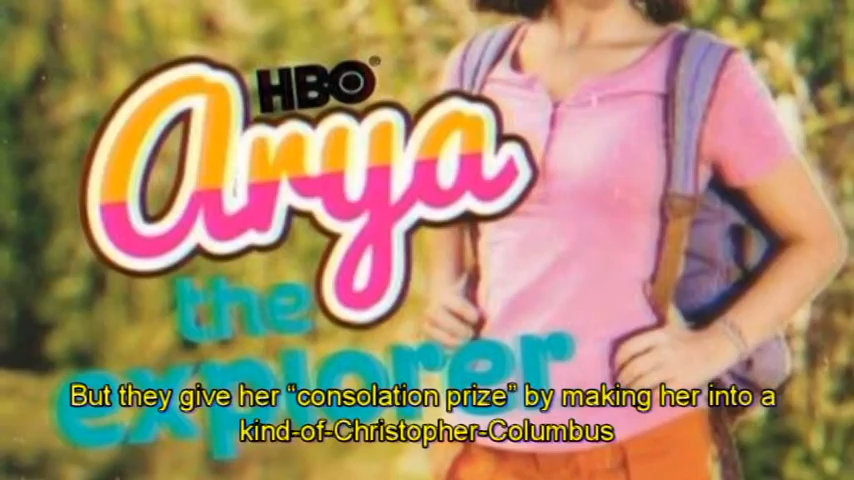 HBO®
Arya
the
explorer
But they give her “consolation prize” by making her into a
kind-of-Christopher-Columbus